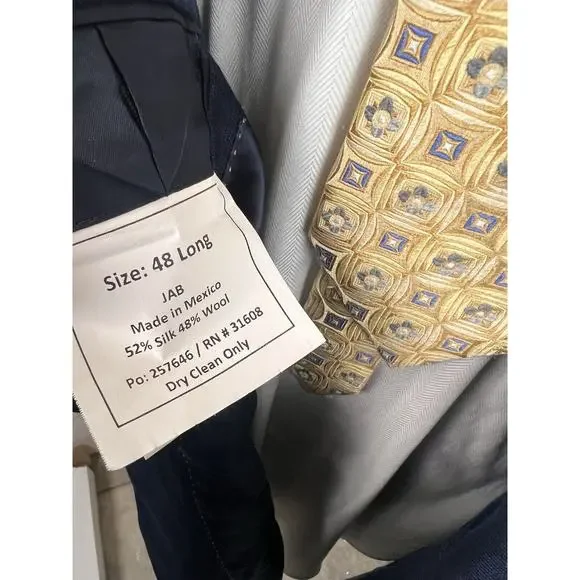 Size: 48 Long
JAB
Made in Mexico
52% Silk 48% Wool
Po: 257646 / RN # 31608
Dry Clean Only